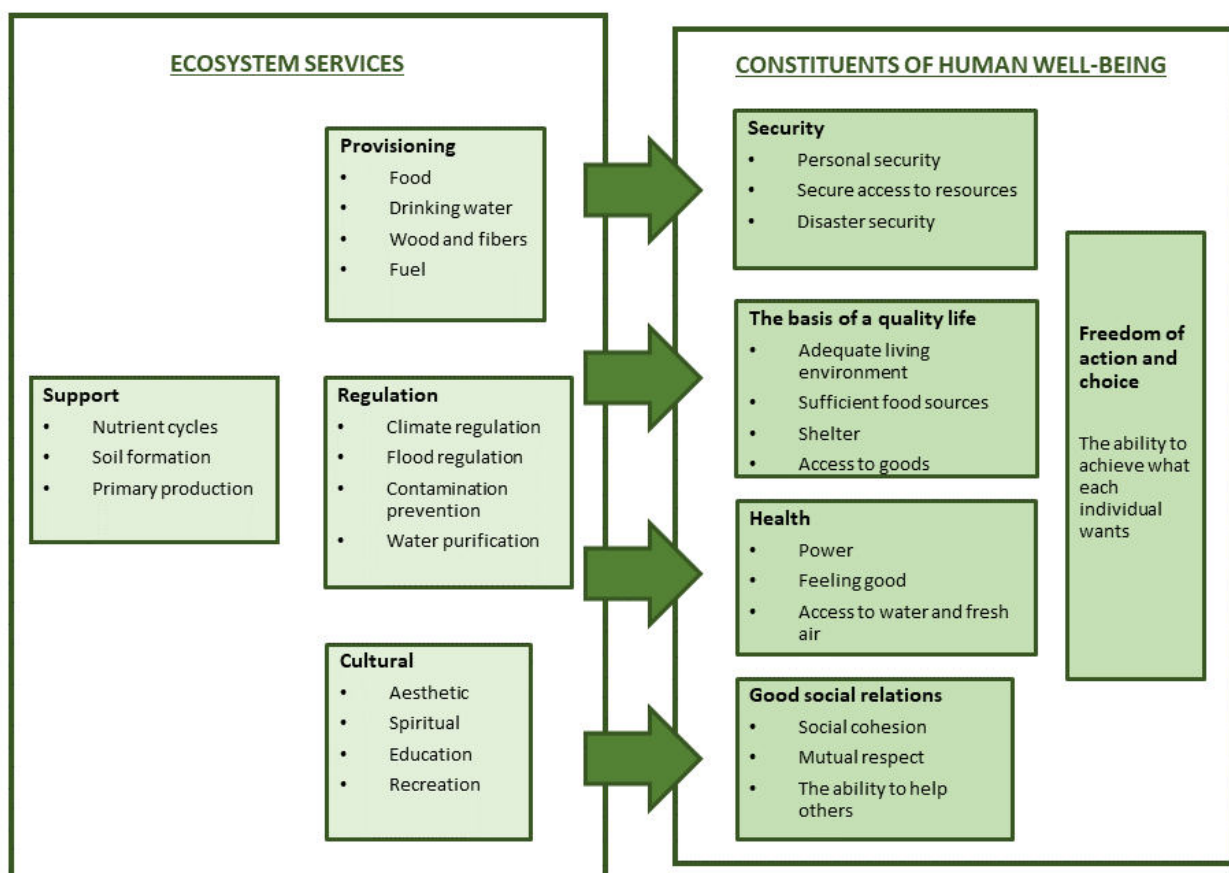 ECOSYSTEM SERVICES
Provisioning
• Food
• Drinking water
• Wood and fibers
• Fuel
Support
• Nutrient cycles
• Soil formation
• Primary production
Regulation
• Climate regulation
• Flood regulation
• Contamination
prevention
• Water purification
Cultural
• Aesthetic
• Spiritual
• Education
• Recreation
CONSTITUENTS OF HUMAN WELL-BEING
Security
• Personal security
• Secure access to resources
• Disaster security
The basis of a quality life
• Adequate living
environment
• Sufficient food sources
• Shelter
• Access to goods
Health
• Power
• Feeling good
• Access to water and fresh
air
Good social relations
• Social cohesion
• Mutual respect
• The ability to help
others
Freedom of
action and
choice
The ability to
achieve what
each
individual
wants